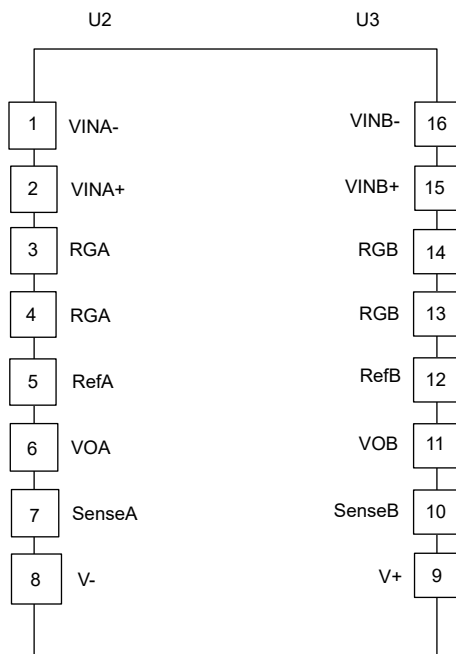 U2 U3
1 VINA- VINB- 16
2 VINA+ VINB+ 15
3 RGA RGB 14
4 RGA RGB 13
5 RefA RefB 12
6 VOA VOB 11
7 SenseA SenseB 10
8 V- V+ 9